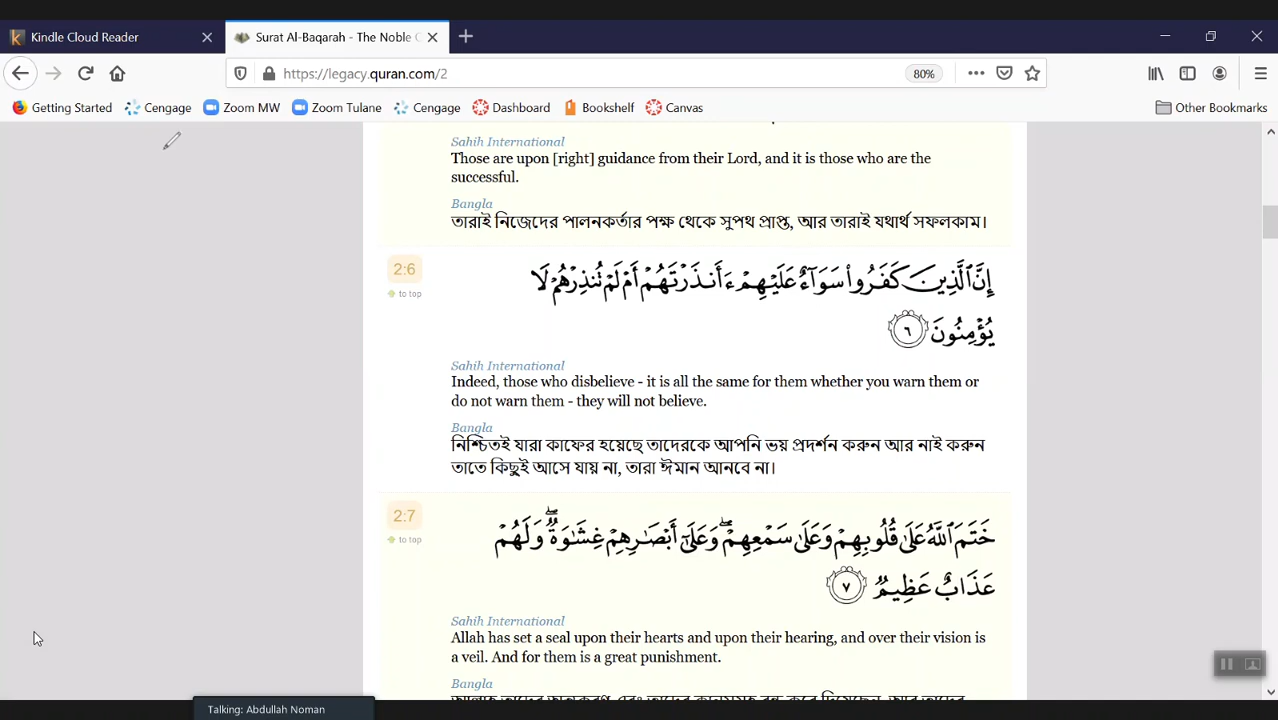 Kindle Cloud Reader
Surat Al-Baqarah - The Noble
https://legacy.quran.com/2
80%
Getting Started Cengage Zoom MW Zoom Tulane Cengage Dashboard Bookshelf Canvas Other Bookmarks
Sahih International
Those are upon [right] guidance from their Lord, and it is those who are the
successful.
Bangla
তারাই নিজেদের পালনকর্তার পক্ষ থেকে সুপথ প্রাপ্ত, আর তারাই যথার্থ সফলকাম।
2:6
to top
إِنَّ ٱلَّذِينَ كَفَرُوا۟ سَوَآءٌ عَلَيْهِمْ ءَأَنذَرْتَهُمْ أَمْ لَمْ تُنذِرْهُمْ لَا
يُؤْمِنُونَ ٦
Sahih International
Indeed, those who disbelieve - it is all the same for them whether you warn them or
do not warn them - they will not believe.
Bangla
নিশ্চিতই যারা কাফের হয়েছে তাদেরকে আপনি ভয় প্রদর্শন করুন আর নাই করুন
তাতে কিছুই আসে যায় না, তারা ঈমান আনবে না।
2:7
to top
خَتَمَ ٱللَّهُ عَلَىٰ قُلُوبِهِمْ وَعَلَىٰ سَمْعِهِمْ ۖ وَعَلَىٰٓ أَبْصَـٰرِهِمْ غِشَـٰوَةٌ ۖ وَلَهُمْ
عَذَابٌ عَظِيمٌ ٧
Sahih International
Allah has set a seal upon their hearts and upon their hearing, and over their vision is
a veil. And for them is a great punishment.
Bangla
Talking: Abdullah Noman